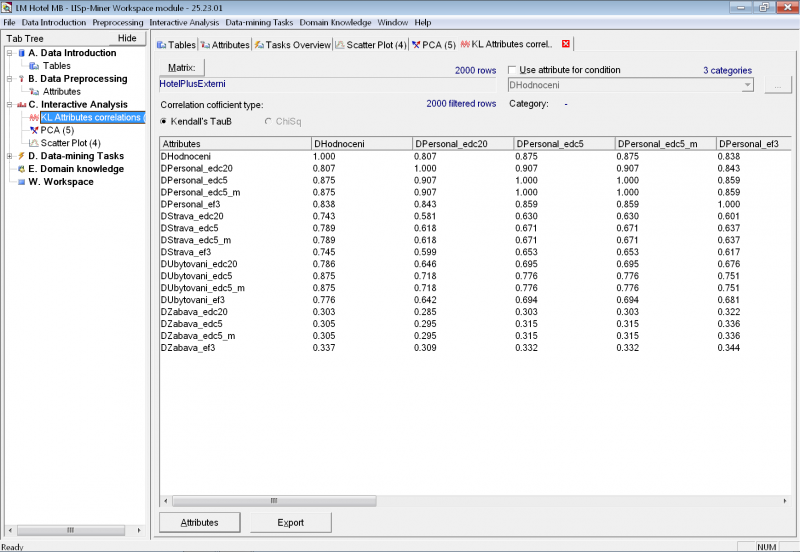 LM Hotel MB - LISp-Miner Workspace module - 25.23.01
File Data Introduction Preprocessing Interactive Analysis Data-mining Tasks Domain Knowledge Window Help
Tab Tree Hide
A. Data Introduction
Tables
B. Data Preprocessing
Attributes
C. Interactive Analysis
KL Attributes correlations (
PCA (5)
Scatter Plot (4)
D. Data-mining Tasks
E. Domain knowledge
W. Workspace
Tables Attributes Tasks Overview Scatter Plot (4) PCA (5) KL Attributes correl..
Matrix: 2000 rows Use attribute for condition 3 categories
HotelPlusExterni DHodnoceni ...
Correlation cofficient type: 2000 filtered rows Category: -
Kendall's TauB ChiSq
Attributes DHodnoceni DPersonal_edc20 DPersonal_edc5 DPersonal_edc5_m DPersonal_ef3
DHodnoceni 1.000 0.807 0.875 0.875 0.838
DPersonal_edc20 0.807 1.000 0.907 0.907 0.843
DPersonal_edc5 0.875 0.907 1.000 1.000 0.859
DPersonal_edc5_m 0.875 0.907 1.000 1.000 0.859
DPersonal_ef3 0.838 0.843 0.859 0.859 1.000
DStrava_edc20 0.743 0.581 0.630 0.630 0.601
DStrava_edc5 0.789 0.618 0.671 0.671 0.637
DStrava_edc5_m 0.789 0.618 0.671 0.671 0.637
DStrava_ef3 0.745 0.599 0.653 0.653 0.617
DUbytovani_edc20 0.786 0.646 0.695 0.695 0.676
DUbytovani_edc5 0.875 0.718 0.776 0.776 0.751
DUbytovani_edc5_m 0.875 0.718 0.776 0.776 0.751
DUbytovani_ef3 0.776 0.642 0.694 0.694 0.681
DZabava_edc20 0.303 0.285 0.303 0.303 0.322
DZabava_edc5 0.305 0.295 0.315 0.315 0.336
DZabava_edc5_m 0.305 0.295 0.315 0.315 0.336
DZabava_ef3 0.337 0.309 0.332 0.332 0.344
Attributes Export
Ready NUM